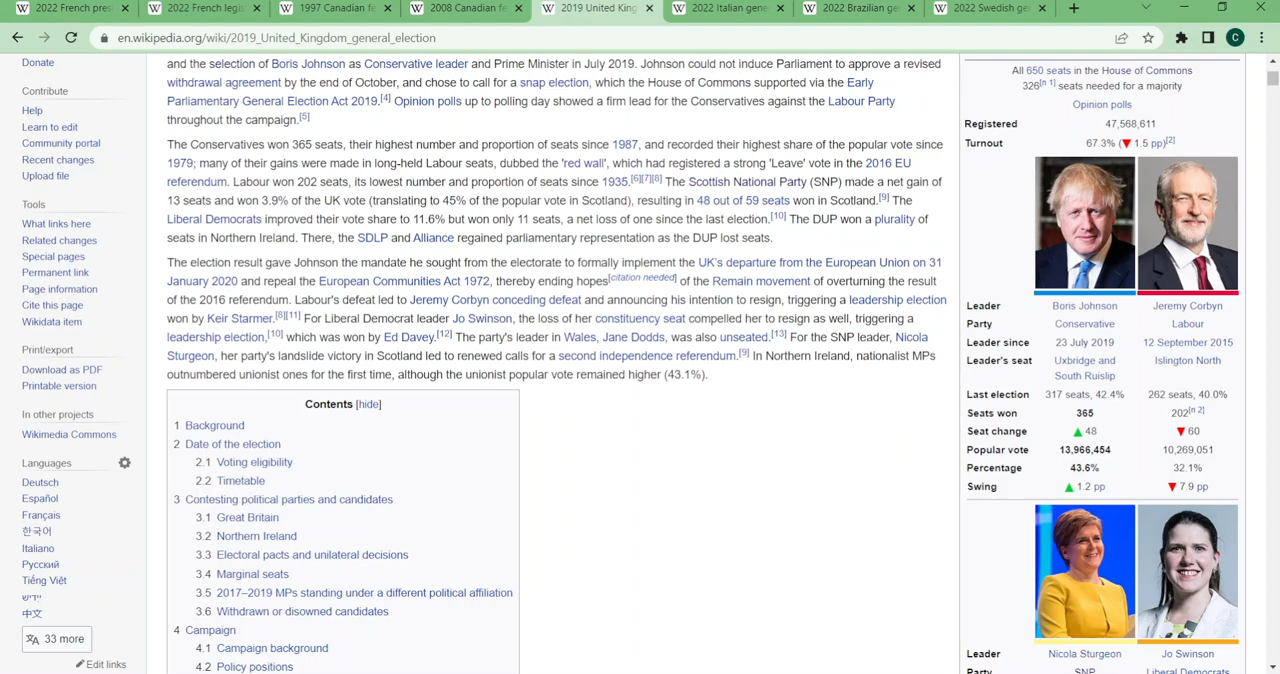 2022 French presi
2022 French legis
1997 Canadian fe
2008 Canadian fe
2019 United King
2022 Italian gene
2022 Brazilian ge
2022 Swedish ge
en.wikipedia.org/wiki/2019_United_Kingdom_general_election
C
Donate
Contribute
Help
Learn to edit
Community portal
Recent changes
Upload file
Tools
What links here
Related changes
Special pages
Permanent link
Page information
Cite this page
Wikidata item
Print/export
Download as PDF
Printable version
In other projects
Wikimedia Commons
Languages
Deutsch
Español
Français
한국어
Italiano
Русский
Tiếng Việt
ייִדיש
中文
33 more
Edit links
and the selection of Boris Johnson as Conservative leader and Prime Minister in July 2019. Johnson could not induce Parliament to approve a revised
withdrawal agreement by the end of October, and chose to call for a snap election, which the House of Commons supported via the Early
Parliamentary General Election Act 2019.[4] Opinion polls up to polling day showed a firm lead for the Conservatives against the Labour Party
throughout the campaign.[5]
The Conservatives won 365 seats, their highest number and proportion of seats since 1987, and recorded their highest share of the popular vote since
1979; many of their gains were made in long-held Labour seats, dubbed the 'red wall', which had registered a strong 'Leave' vote in the 2016 EU
referendum. Labour won 202 seats, its lowest number and proportion of seats since 1935.[6][7][8] The Scottish National Party (SNP) made a net gain of
13 seats and won 3.9% of the UK vote (translating to 45% of the popular vote in Scotland), resulting in 48 out of 59 seats won in Scotland.[9] The
Liberal Democrats improved their vote share to 11.6% but won only 11 seats, a net loss of one since the last election.[10] The DUP won a plurality of
seats in Northern Ireland. There, the SDLP and Alliance regained parliamentary representation as the DUP lost seats.
The election result gave Johnson the mandate he sought from the electorate to formally implement the UK's departure from the European Union on 31
January 2020 and repeal the European Communities Act 1972, thereby ending hopes[citation needed] of the Remain movement of overturning the result
of the 2016 referendum. Labour's defeat led to Jeremy Corbyn conceding defeat and announcing his intention to resign, triggering a leadership election
won by Keir Starmer.[8][11] For Liberal Democrat leader Jo Swinson, the loss of her constituency seat compelled her to resign as well, triggering a
leadership election,[10] which was won by Ed Davey.[12] The party's leader in Wales, Jane Dodds, was also unseated.[13] For the SNP leader, Nicola
Sturgeon, her party's landslide victory in Scotland led to renewed calls for a second independence referendum.[9] In Northern Ireland, nationalist MPs
outnumbered unionist ones for the first time, although the unionist popular vote remained higher (43.1%).
Contents [hide]
1 Background
2 Date of the election
2.1 Voting eligibility
2.2 Timetable
3 Contesting political parties and candidates
3.1 Great Britain
3.2 Northern Ireland
3.3 Electoral pacts and unilateral decisions
3.4 Marginal seats
3.5 2017–2019 MPs standing under a different political affiliation
3.6 Withdrawn or disowned candidates
4 Campaign
4.1 Campaign background
4.2 Policy positions
All 650 seats in the House of Commons
326[n 1] seats needed for a majority
Opinion polls
Registered 47,568,611
Turnout 67.3% (▼ 1.5 pp)[2]
Leader Boris Johnson Jeremy Corbyn
Party Conservative Labour
Leader since 23 July 2019 12 September 2015
Leader's seat Uxbridge and Islington North
South Ruislip
Last election 317 seats, 42.4% 262 seats, 40.0%
Seats won 365 202[n 2]
Seat change ▲ 48 ▼ 60
Popular vote 13,966,454 10,269,051
Percentage 43.6% 32.1%
Swing ▲ 1.2 pp ▼ 7.9 pp
Leader Nicola Sturgeon Jo Swinson
Party SNP Liberal Democrats